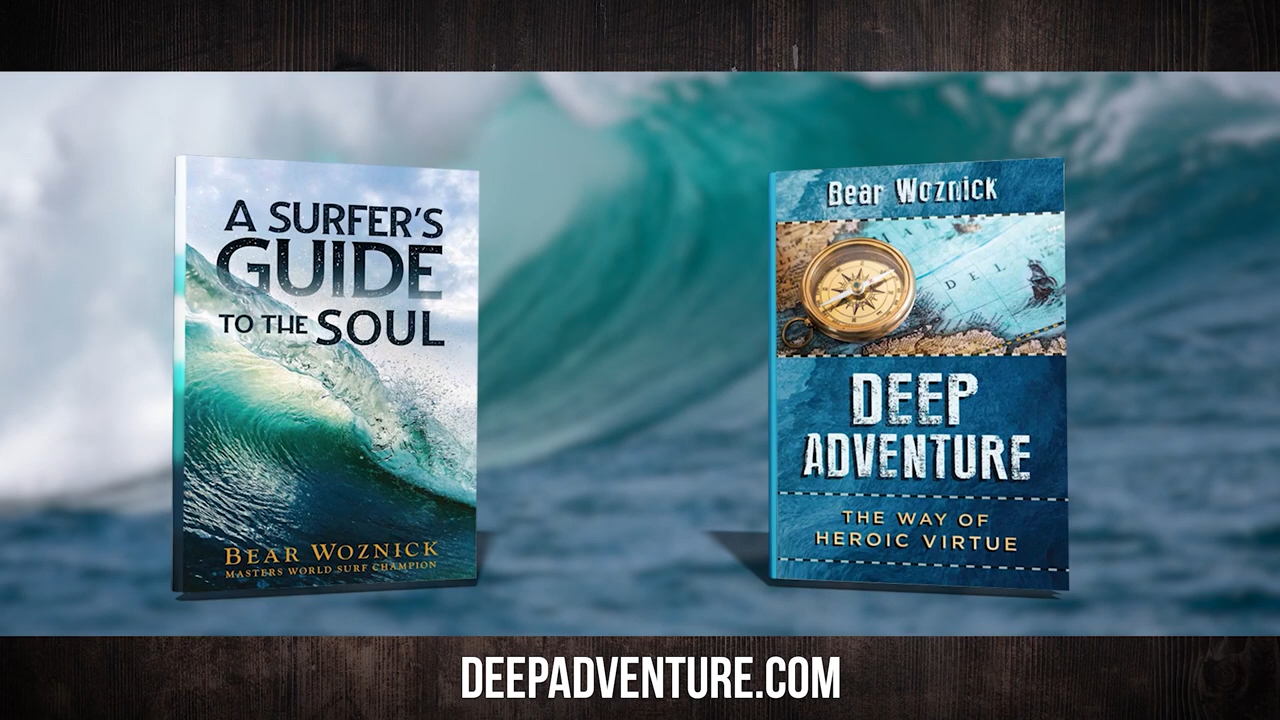 A SURFER'S
GUIDE
TO THE SOUL
BEAR WOZNICK
MASTERS WORLD SURF CHAMPION
Bear Woznick
DEL
DEEP
ADVENTURE
THE WAY OF
HEROIC VIRTUE
DEEPADVENTURE.COM